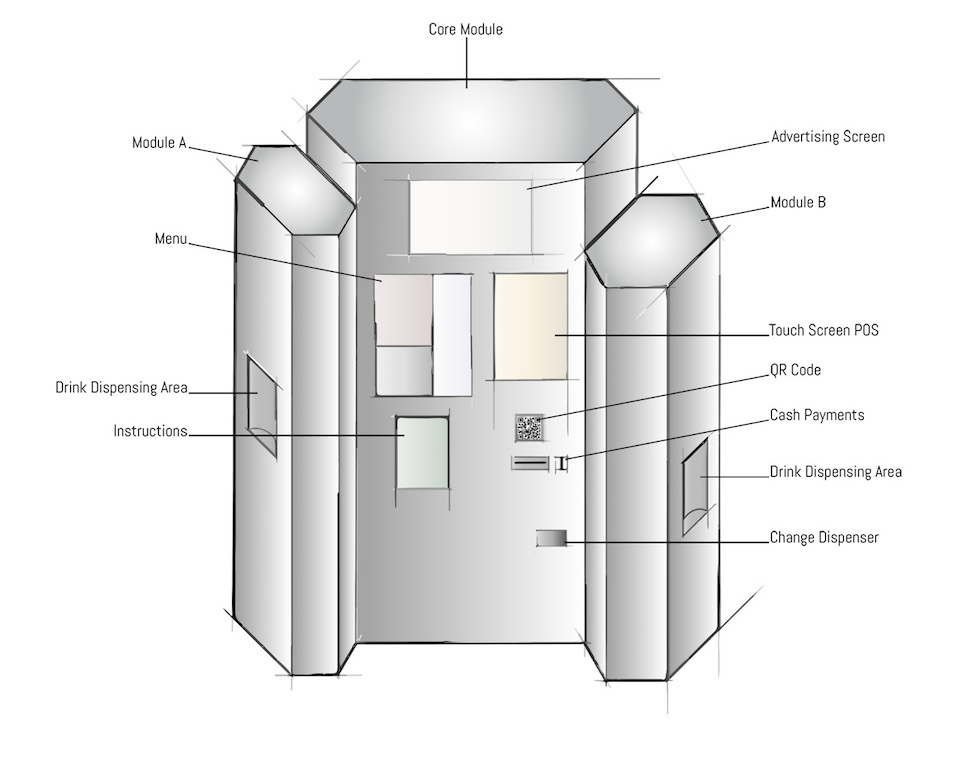 Core Module
Module A
Advertising Screen
Module B
Menu
Touch Screen POS
QR Code
Drink Dispensing Area
Cash Payments
Instructions
Drink Dispensing Area
Change Dispenser